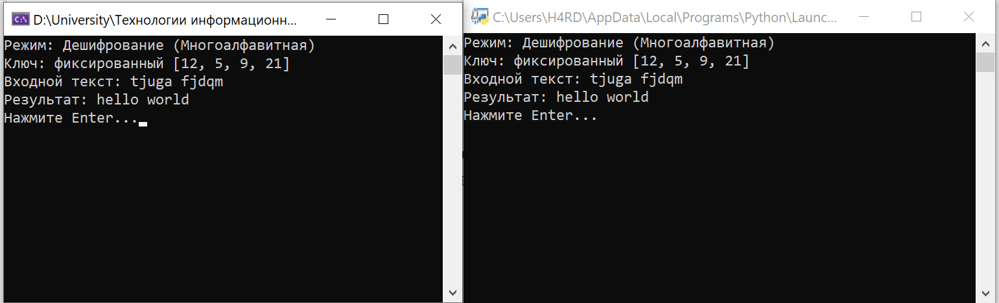 D:\University\Технологии информационн...
Режим: Дешифрование (Многоалфавитная)
Ключ: фиксированный [12, 5, 9, 21]
Входной текст: tjuga fjdqm
Результат: hello world
Нажмите Enter...
C:\Users\H4RD\AppData\Local\Programs\Python\Launc...
Режим: Дешифрование (Многоалфавитная)
Ключ: фиксированный [12, 5, 9, 21]
Входной текст: tjuga fjdqm
Результат: hello world
Нажмите Enter...